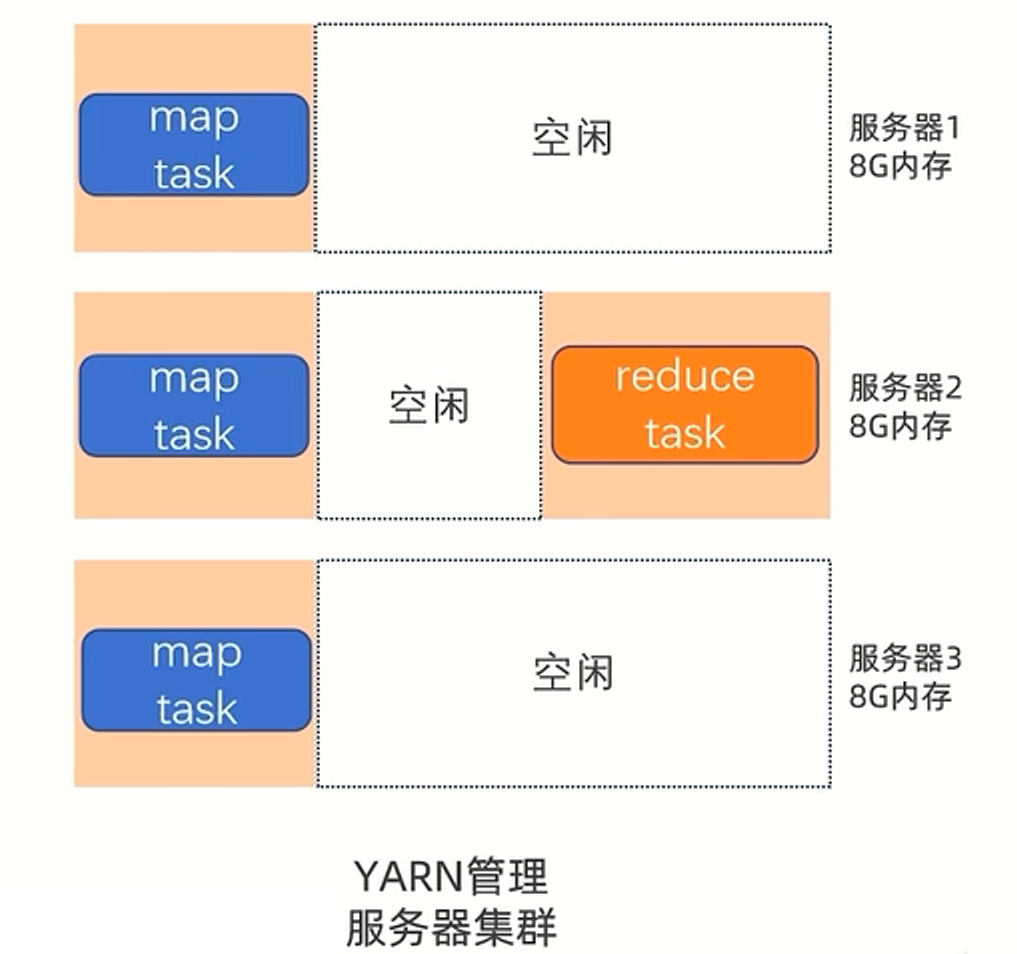 map
task
空闲
服务器1
8G内存
map
task
空闲
reduce
task
服务器2
8G内存
map
task
空闲
服务器3
8G内存
YARN管理
服务器集群